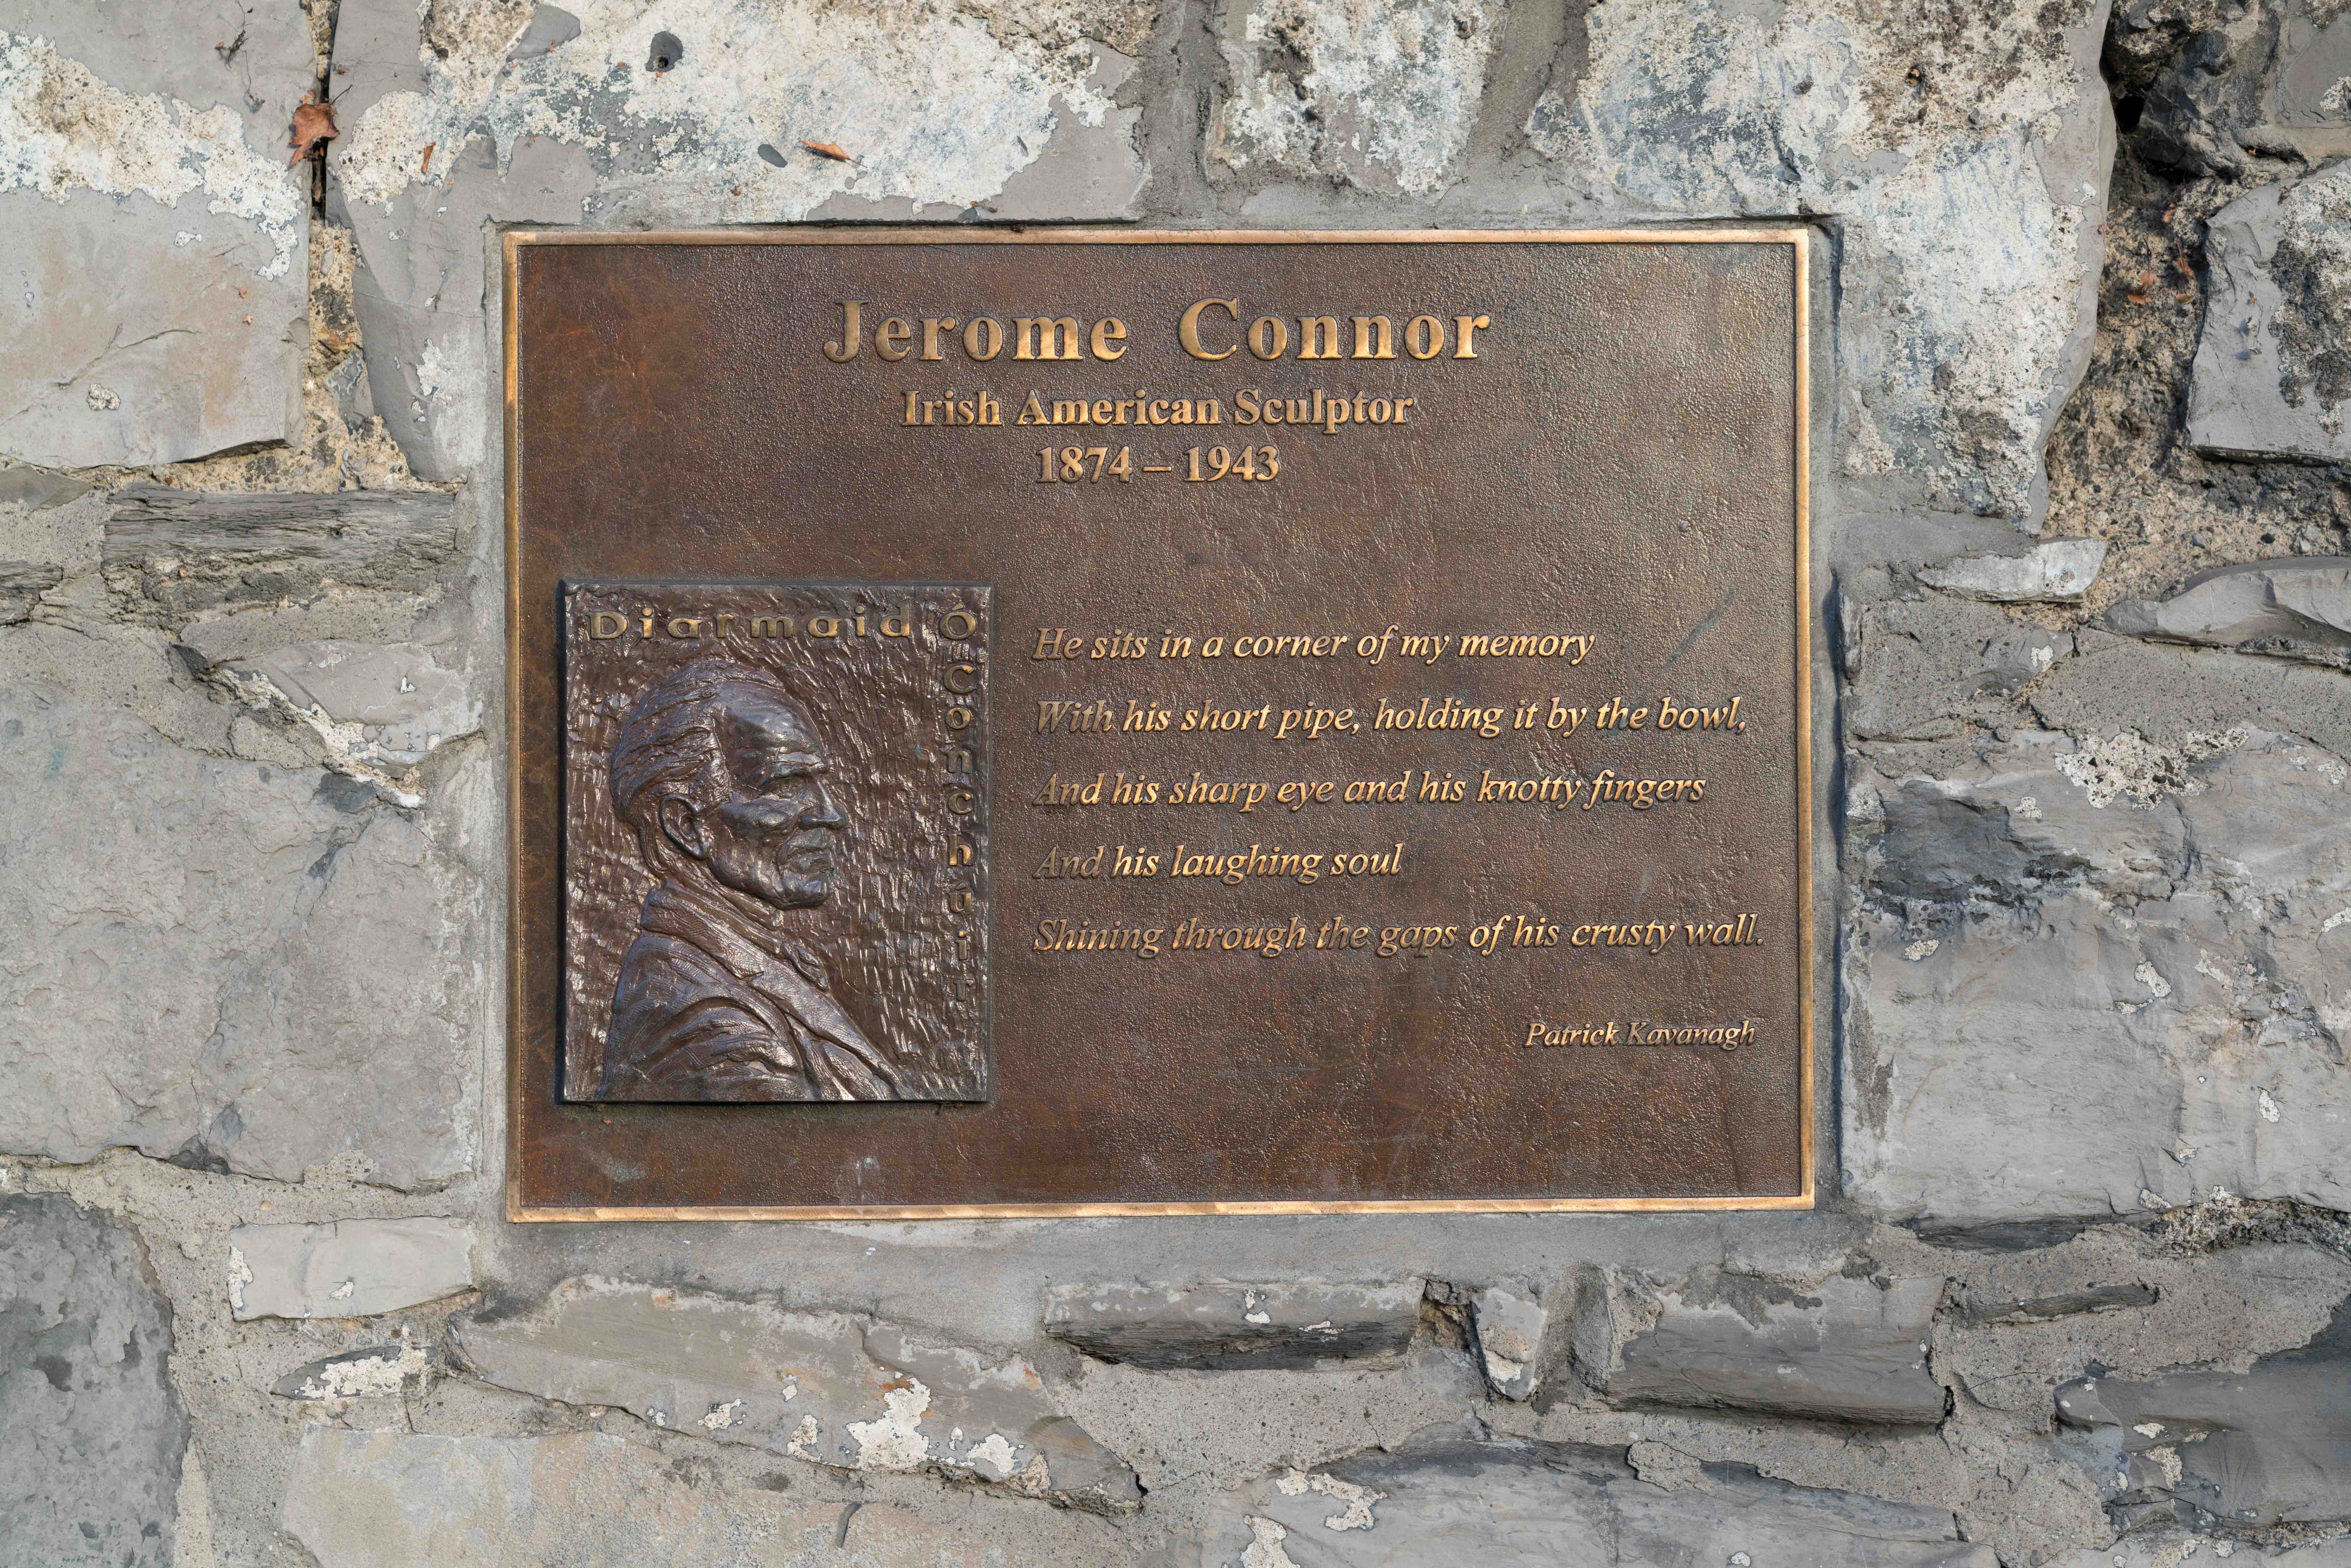 Jerome Connor
Irish American Sculptor
1874 – 1943
Diarmaid Ó
Conchúir
He sits in a corner of my memory
With his short pipe, holding it by the bowl,
And his sharp eye and his knotty fingers
And his laughing soul
Shining through the gaps of his crusty wall.
Patrick Kavanagh